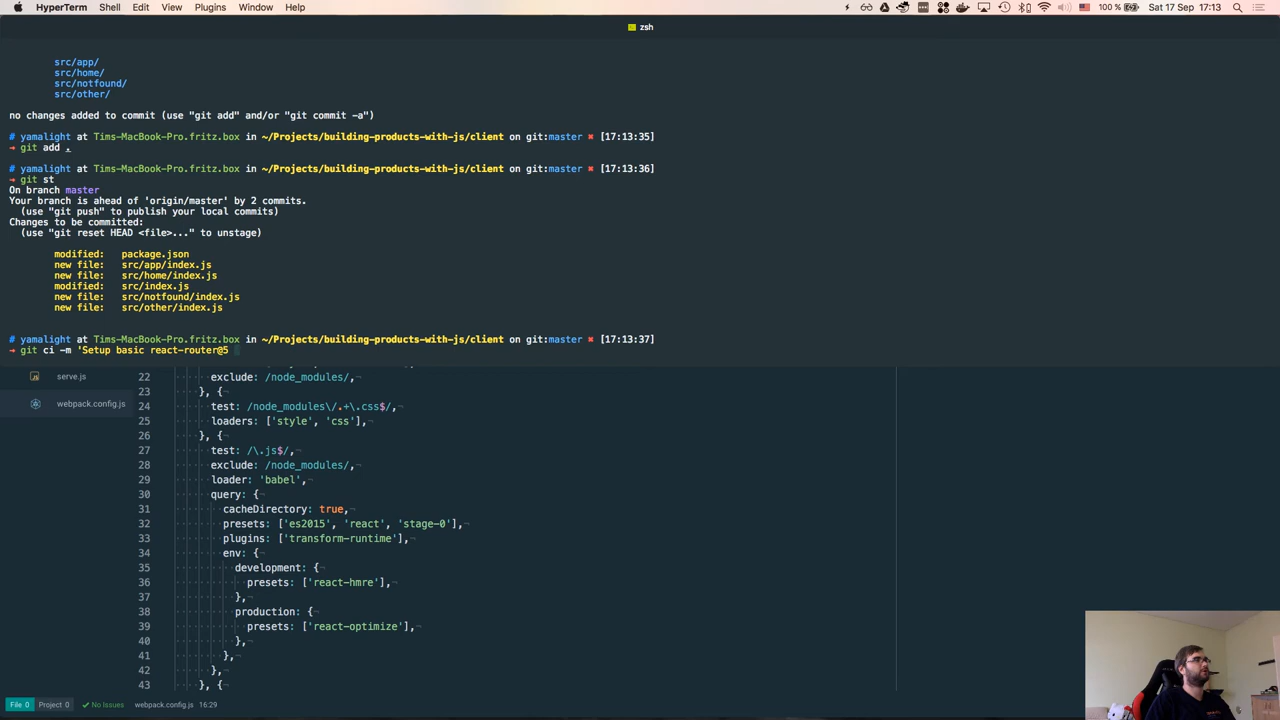 HyperTerm Shell Edit View Plugins Window Help 100 % Sat 17 Sep 17:13
zsh
src/app/
src/home/
src/notfound/
src/other/
no changes added to commit (use "git add" and/or "git commit -a")
# yamalight at Tims-MacBook-Pro.fritz.box in ~/Projects/building-products-with-js/client on git:master ✖ [17:13:35]
→ git add .
# yamalight at Tims-MacBook-Pro.fritz.box in ~/Projects/building-products-with-js/client on git:master ✖ [17:13:36]
→ git st
On branch master
Your branch is ahead of 'origin/master' by 2 commits.
(use "git push" to publish your local commits)
Changes to be committed:
(use "git reset HEAD <file>..." to unstage)
modified: package.json
new file: src/app/index.js
new file: src/home/index.js
modified: src/index.js
new file: src/notfound/index.js
new file: src/other/index.js
# yamalight at Tims-MacBook-Pro.fritz.box in ~/Projects/building-products-with-js/client on git:master ✖ [17:13:37]
→ git ci -m 'Setup basic react-router@5
serve.js
webpack.config.js
22 exclude: /node_modules/,
23 }, {
24 test: /node_modules\/.+\.css$/,
25 loaders: ['style', 'css'],
26 }, {
27 test: /\.js$/,
28 exclude: /node_modules/,
29 loader: 'babel',
30 query: {
31 cacheDirectory: true,
32 presets: ['es2015', 'react', 'stage-0'],
33 plugins: ['transform-runtime'],
34 env: {
35 development: {
36 presets: ['react-hmre'],
37 },
38 production: {
39 presets: ['react-optimize'],
40 },
41 },
42 },
43 }, {
File 0 Project 0 ✓ No Issues webpack.config.js 16:29